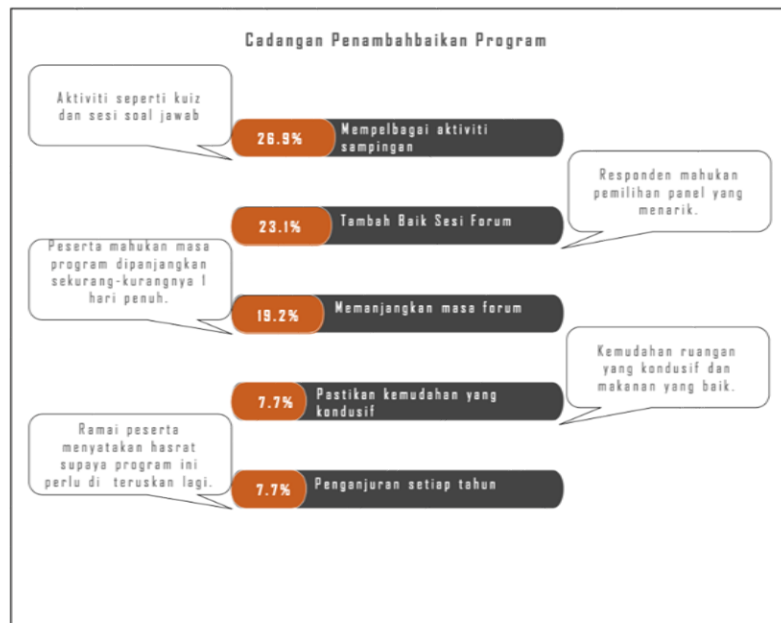 Cadangan Penambahbaikan Program
Aktiviti seperti kuiz
dan sesi soal jawab
26.9%
Mempelbagai aktiviti
sampingan
Responden mahukan
pemilihan panel yang
menarik.
23.1%
Tambah Baik Sesi Forum
Peserta mahukan masa
program dipanjangkan
sekurang-kurangnya 1
hari penuh.
19.2%
Memanjangkan masa forum
Kemudahan ruangan
yang kondusif dan
makanan yang baik.
7.7%
Pastikan kemudahan yang
kondusif
Ramai peserta
menyatakan hasrat
supaya program ini
perlu di teruskan lagi.
7.7%
Penganjuran setiap tahun